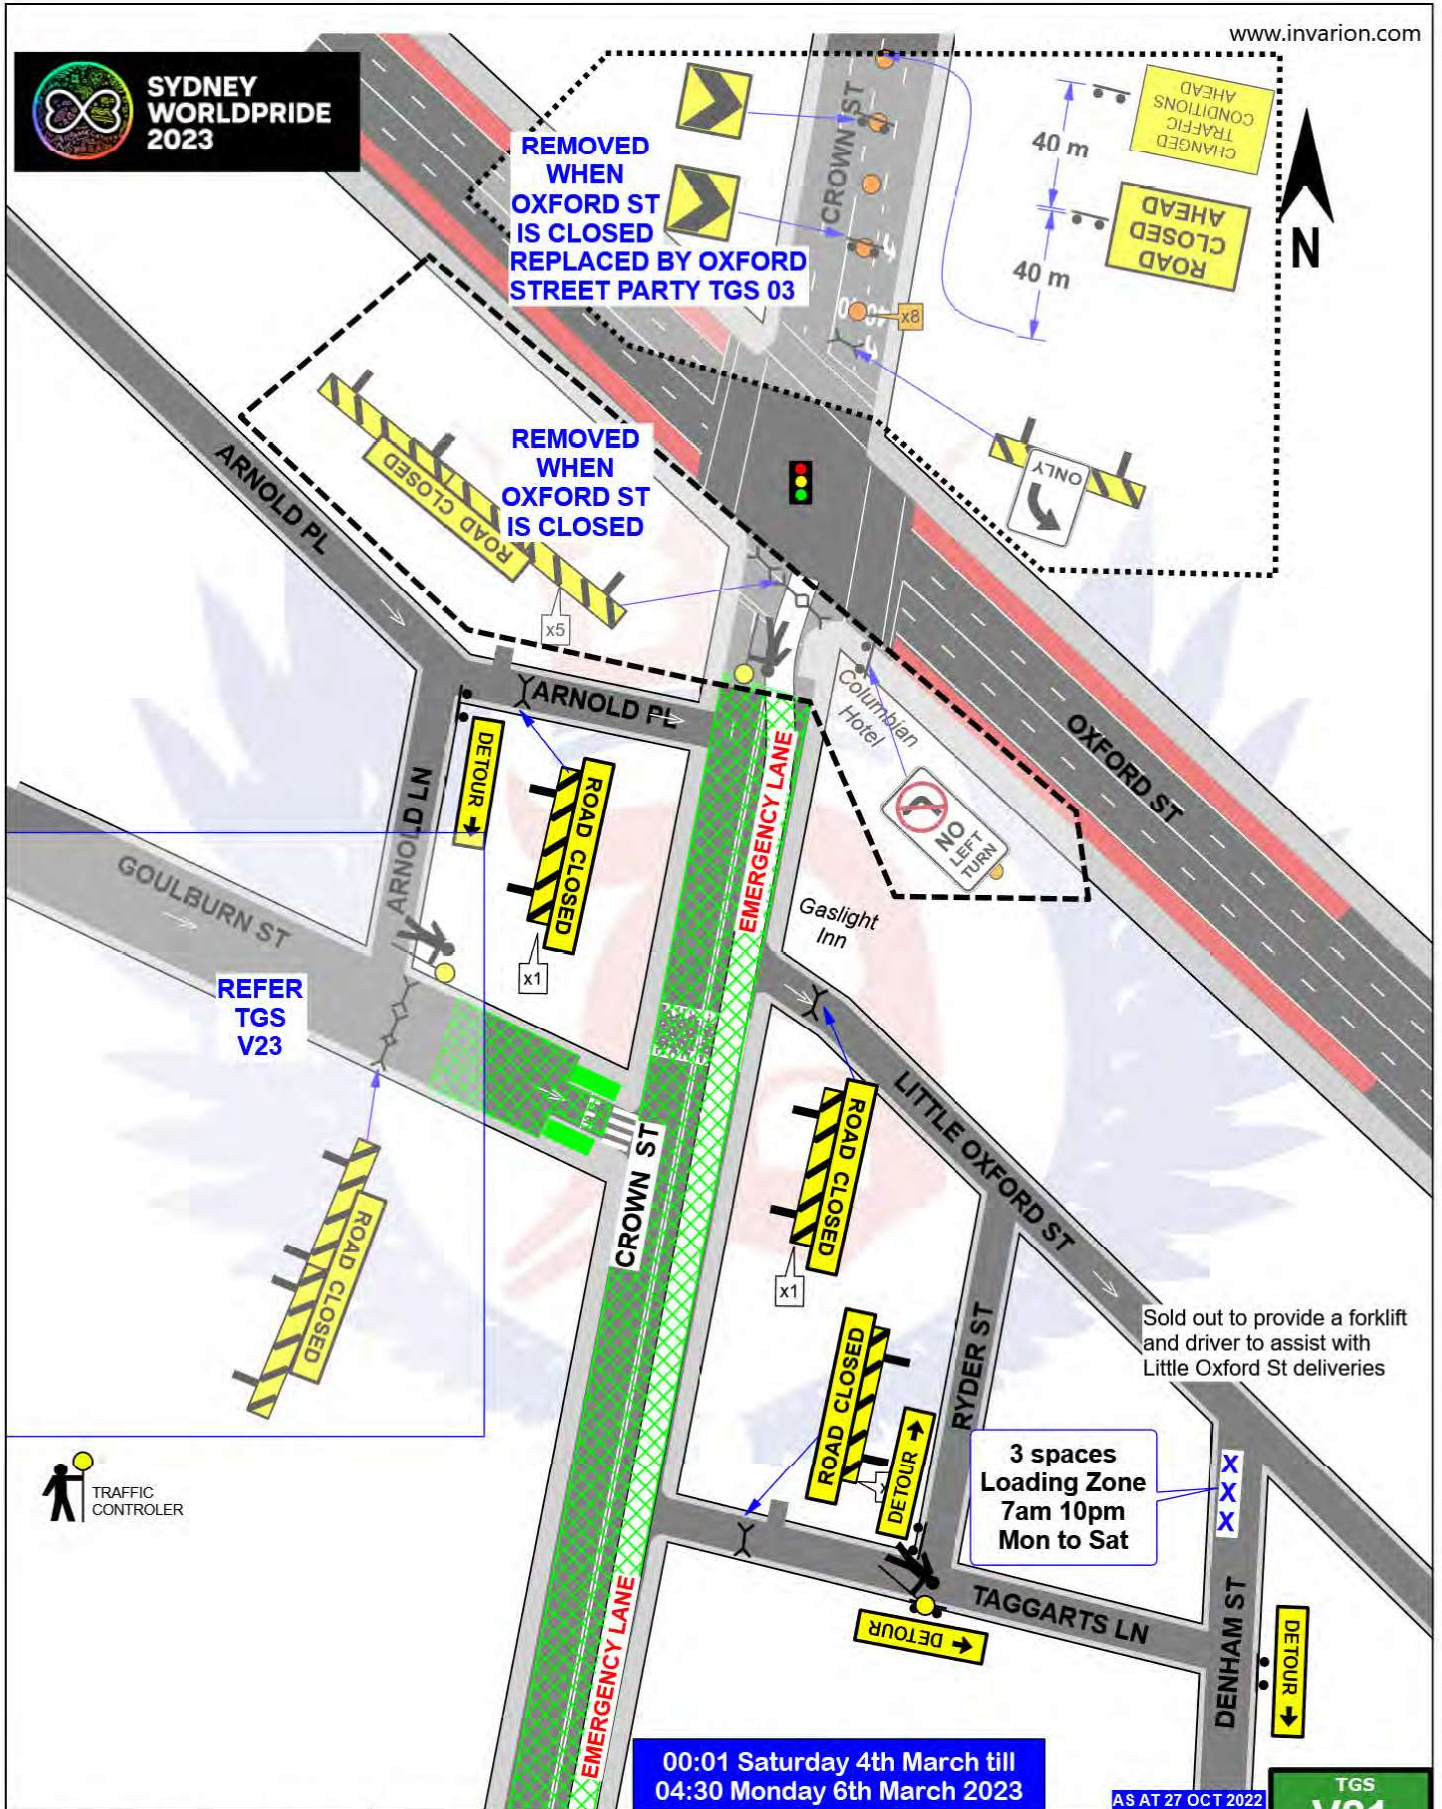 www.invarion.com
SYDNEY
WORLDPRIDE
2023
CROWN ST
CHANGED
TRAFFIC
CONDITIONS
AHEAD
40 m
ROAD
CLOSED
AHEAD
40 m
N
REMOVED
WHEN
OXFORD ST
IS CLOSED
REPLACED BY OXFORD
STREET PARTY TGS 03
x8
ONLY
REMOVED
WHEN
OXFORD ST
IS CLOSED
ROAD CLOSED
x5
ARNOLD PL
ARNOLD PL
Columbian
Hotel
OXFORD ST
NO
LEFT
TURN
DETOUR
ROAD CLOSED
x1
ARNOLD LN
EMERGENCY LANE
GOULBURN ST
Gaslight
Inn
REFER
TGS
V23
ROAD CLOSED
CROWN ST
LITTLE OXFORD ST
ROAD CLOSED
x1
RYDER ST
Sold out to provide a forklift
and driver to assist with
Little Oxford St deliveries
ROAD CLOSED
DETOUR
3 spaces
Loading Zone
7am 10pm
Mon to Sat
X
X
X
TRAFFIC
CONTROLER
EMERGENCY LANE
TAGGARTS LN
DETOUR
DENHAM ST
DETOUR
00:01 Saturday 4th March till
04:30 Monday 6th March 2023
AS AT 27 OCT 2022
TGS